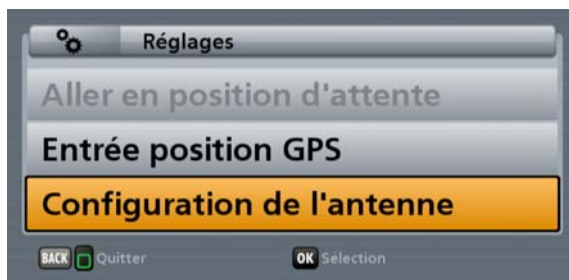 Réglages
Aller en position d'attente
Entrée position GPS
Configuration de l'antenne
BACK Quitter OK Sélection